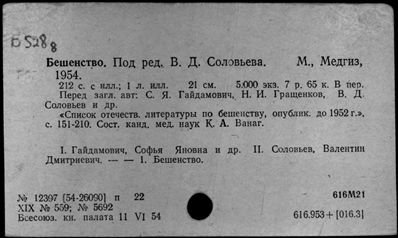 Б 528 8
Бешенство. Под ред. В. Д. Соловьева. М., Медгиз,
1954.
212 с. с илл.; 1 л. илл. 21 см. 5.000 экз. 7 р. 65 к. В пер.
Перед загл. авт: С. Я. Гайдамович, Н. И. Гращенков, В. Д.
Соловьев и др.
«Список отечеств. литературы по бешенству, опублик. до 1952 г.»,
с. 151-210. Сост. канд. мед. наук К. А. Ванаг.
I. Гайдамович, Софья Яновна и др. II. Соловьев, Валентин
Дмитриевич. — — 1. Бешенство.
№ 12397 [54-26090] п 22 616М21
XIX № 559; № 5692
Всесоюз. кн. палата 11 VI 54 616.953+[016.3]